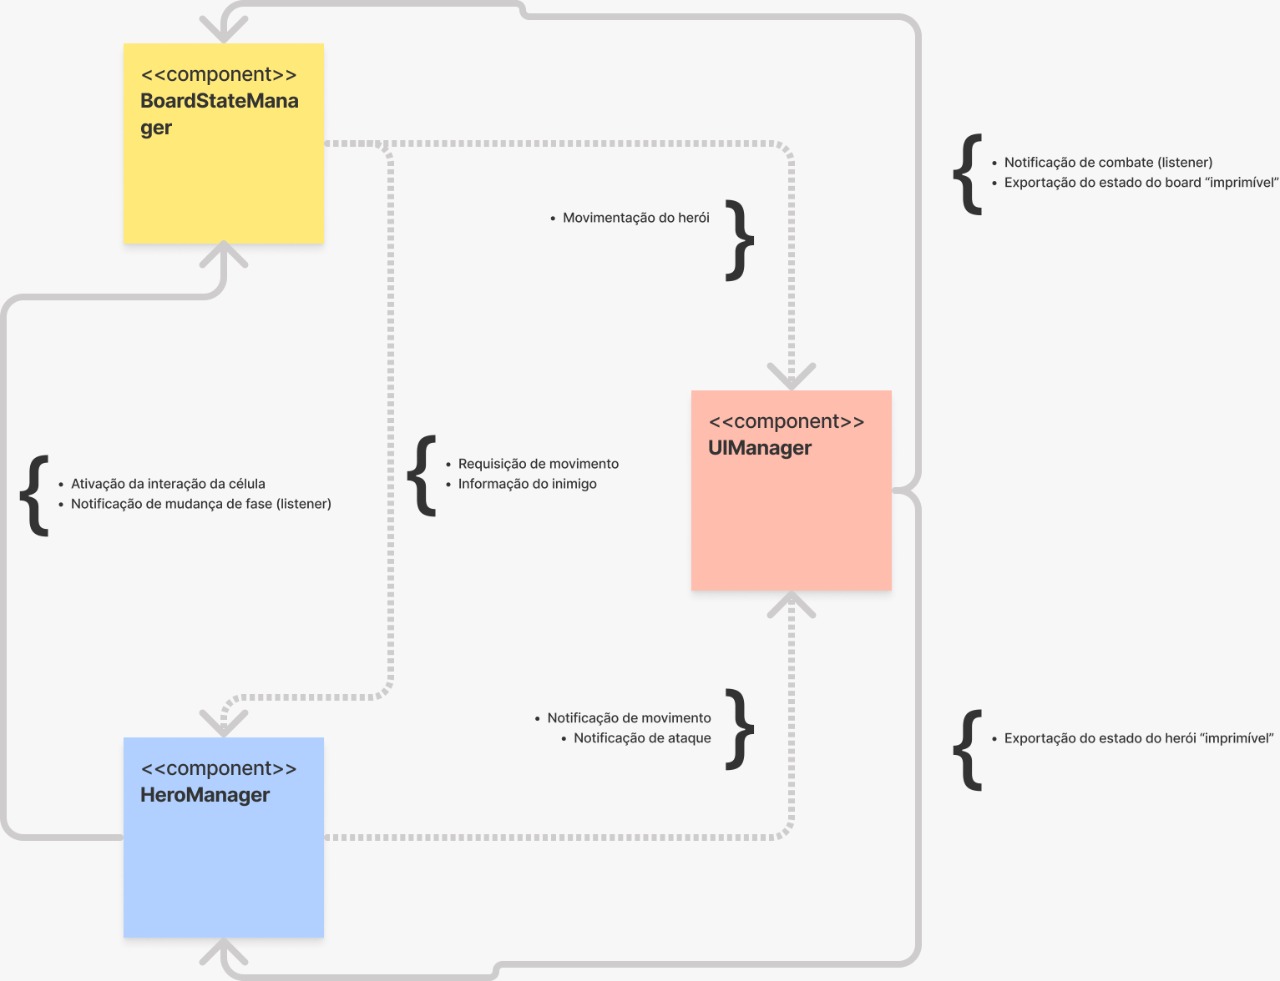 <<component>>
BoardStateMana
ger
• Notificação de combate (listener)
• Exportação do estado do board “imprimível”
• Movimentação do herói
<<component>>
UIManager
• Requisição de movimento
• Informação do inimigo
• Ativação da interação da célula
• Notificação de mudança de fase (listener)
• Notificação de movimento
• Notificação de ataque
• Exportação do estado do herói “imprimível”
<<component>>
HeroManager